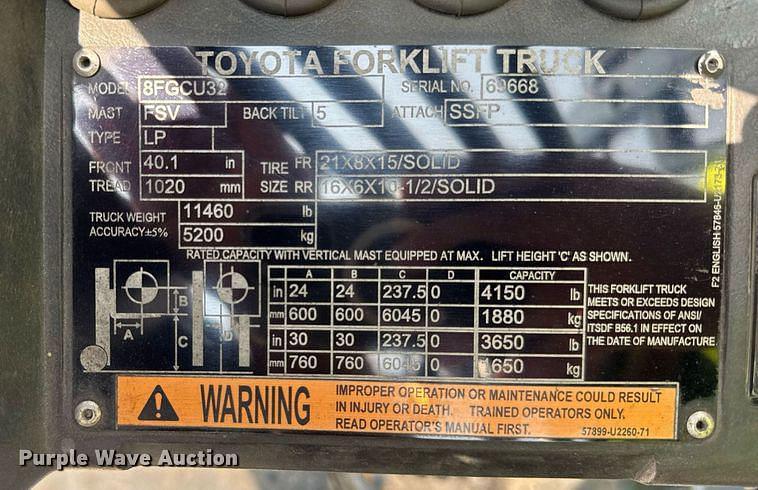 TOYOTA FORKLIFT TRUCK
MODEL 8FGCU32 SERIAL NO. 69668
MAST FSV BACK TILT 5 ATTACH SSFP
TYPE LP
FRONT 40.1 in TIRE FR 21X8X15/SOLID
TREAD 1020 mm SIZE RR 16X6X10-1/2/SOLID
TRUCK WEIGHT 11460 lb
ACCURACY±5% 5200 kg
RATED CAPACITY WITH VERTICAL MAST EQUIPPED AT MAX. LIFT HEIGHT 'C' AS SHOWN.
A B C D CAPACITY
in 24 24 237.5 0 4150 lb
mm 600 600 6045 0 1880 kg
in 30 30 237.5 0 3650 lb
mm 760 760 6045 0 1650 kg
A B C D
THIS FORKLIFT TRUCK
MEETS OR EXCEEDS DESIGN
SPECIFICATIONS OF ANSI/
ITSDF B56.1 IN EFFECT ON
THE DATE OF MANUFACTURE.
F2 ENGLISH
WARNING
IMPROPER OPERATION OR MAINTENANCE COULD RESULT
IN INJURY OR DEATH. TRAINED OPERATORS ONLY.
READ OPERATOR'S MANUAL FIRST.
57899-U2260-71
Purple Wave Auction